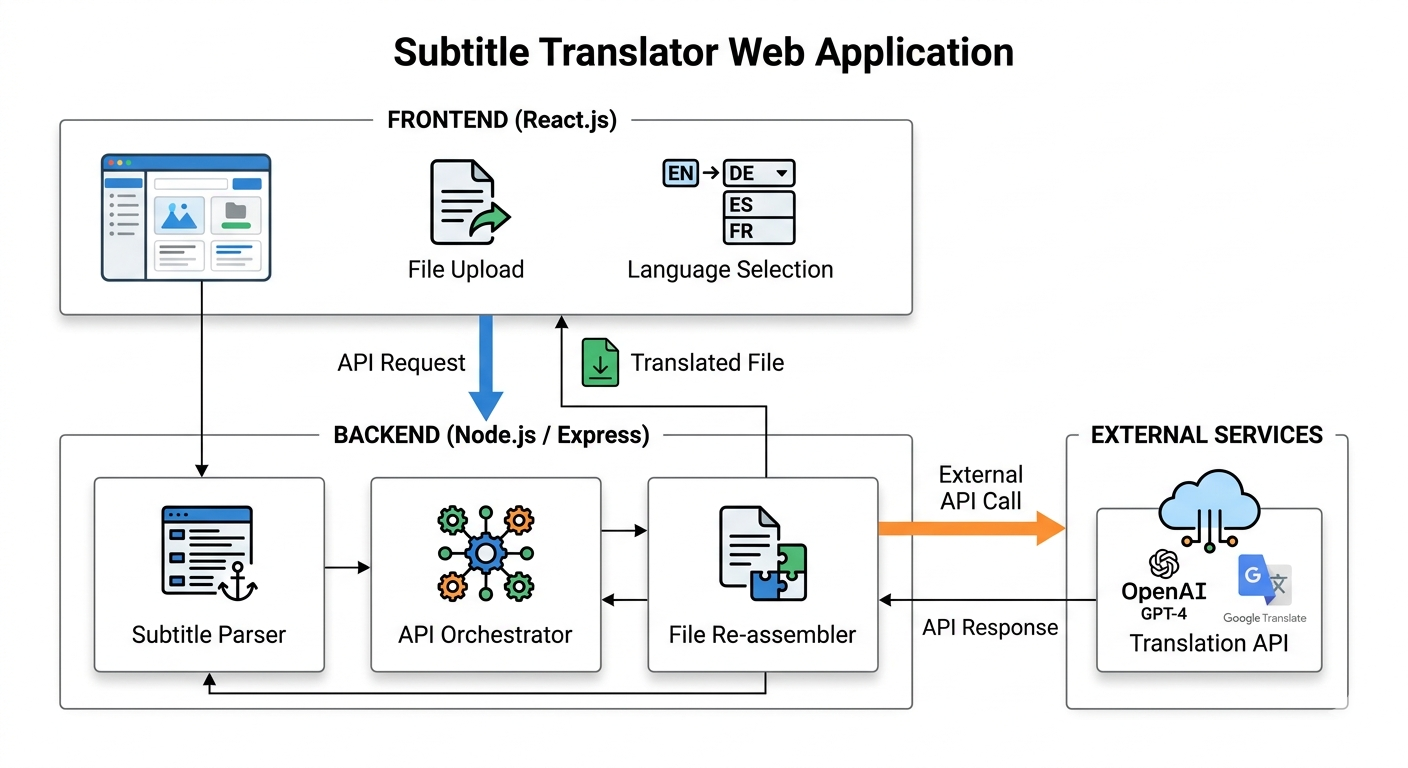 Subtitle Translator Web Application
FRONTEND (React.js)
EN
DE
ES
FR
File Upload
Language Selection
API Request
Translated File
BACKEND (Node.js / Express)
EXTERNAL SERVICES
External
API Call
Subtitle Parser
API Orchestrator
File Re-assembler
API Response
OpenAI
GPT-4
G
文
Google Translate
Translation API